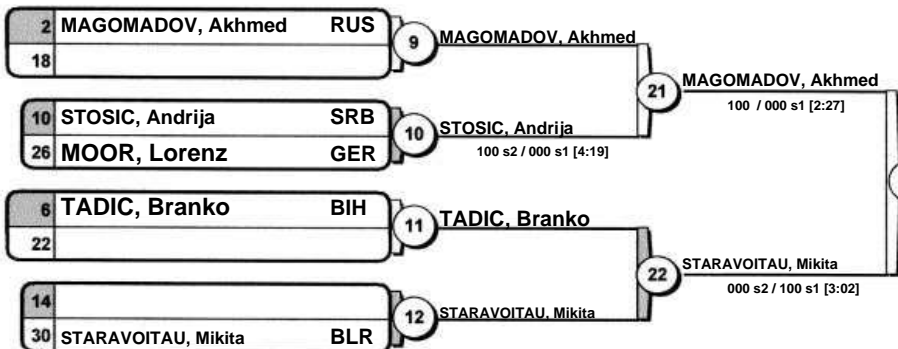 2 MAGOMADOV, Akhmed RUS
18
9
MAGOMADOV, Akhmed
10 STOSIC, Andrija SRB
26 MOOR, Lorenz GER
10
STOSIC, Andrija
100 s2 / 000 s1 [4:19]
21
MAGOMADOV, Akhmed
100 / 000 s1 [2:27]
6 TADIC, Branko BIH
22
11
TADIC, Branko
14
30 STARAVOITAU, Mikita BLR
12
STARAVOITAU, Mikita
22
STARAVOITAU, Mikita
000 s2 / 100 s1 [3:02]